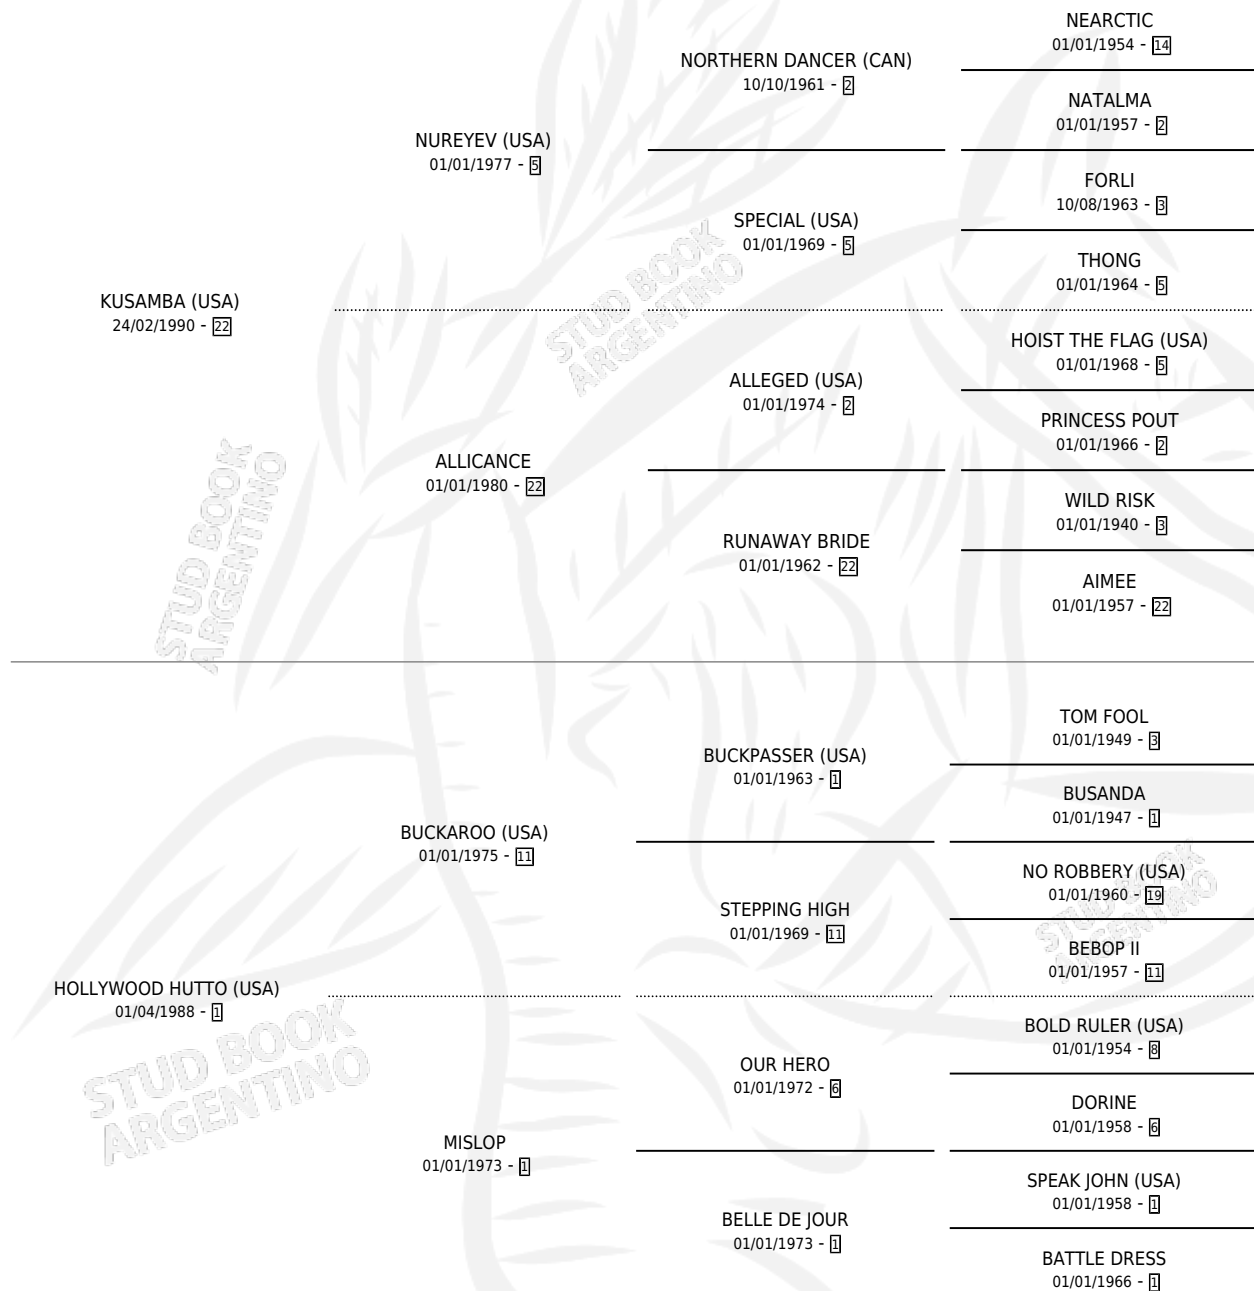 NEARCTIC
01/01/1954 - 14
NORTHERN DANCER (CAN)
10/10/1961 - 2
NATALMA
01/01/1957 - 2
NUREYEV (USA)
01/01/1977 - 5
FORLI
10/08/1963 - 3
SPECIAL (USA)
01/01/1969 - 5
THONG
01/01/1964 - 5
KUSAMBA (USA)
24/02/1990 - 22
STUD BOOK
ARGENTINO
HOIST THE FLAG (USA)
01/01/1968 - 5
ALLEGED (USA)
01/01/1974 - 2
PRINCESS POUT
01/01/1966 - 2
ALLICANCE
01/01/1980 - 22
WILD RISK
01/01/1940 - 3
RUNAWAY BRIDE
01/01/1962 - 22
AIMEE
01/01/1957 - 22
STUD BOOK
ARGENTINO
TOM FOOL
01/01/1949 - 3
BUCKPASSER (USA)
01/01/1963 - 1
BUSANDA
01/01/1947 - 1
BUCKAROO (USA)
01/01/1975 - 11
NO ROBBERY (USA)
01/01/1960 - 19
STEPPING HIGH
01/01/1969 - 11
STUD BOOK
ARGENTINO
BEBOP II
01/01/1957 - 11
HOLLYWOOD HUTTO (USA)
01/04/1988 - 1
STUD BOOK
ARGENTINO
BOLD RULER (USA)
01/01/1954 - 8
OUR HERO
01/01/1972 - 6
DORINE
01/01/1958 - 6
MISLOP
01/01/1973 - 1
SPEAK JOHN (USA)
01/01/1958 - 1
BELLE DE JOUR
01/01/1973 - 1
BATTLE DRESS
01/01/1966 - 1